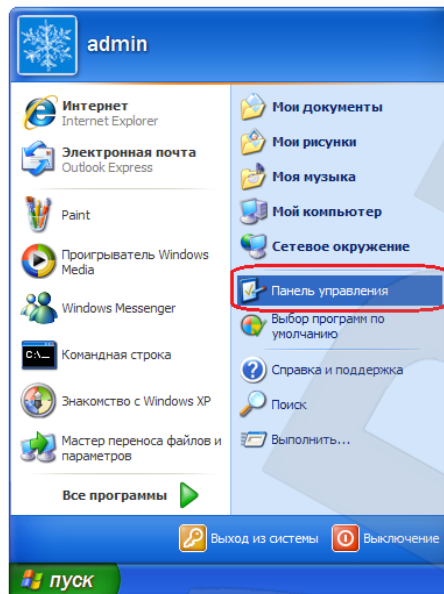 admin
Интернет
Internet Explorer
Электронная почта
Outlook Express
Paint
Проигрыватель Windows
Media
Windows Messenger
C:\_
Командная строка
Знакомство с Windows XP
Мастер переноса файлов и
параметров
Все программы
Мои документы
Мои рисунки
Моя музыка
Мой компьютер
Сетевое окружение
Панель управления
Выбор программ по
умолчанию
Справка и поддержка
Поиск
Выполнить...
Выход из системы
Выключение
пуск